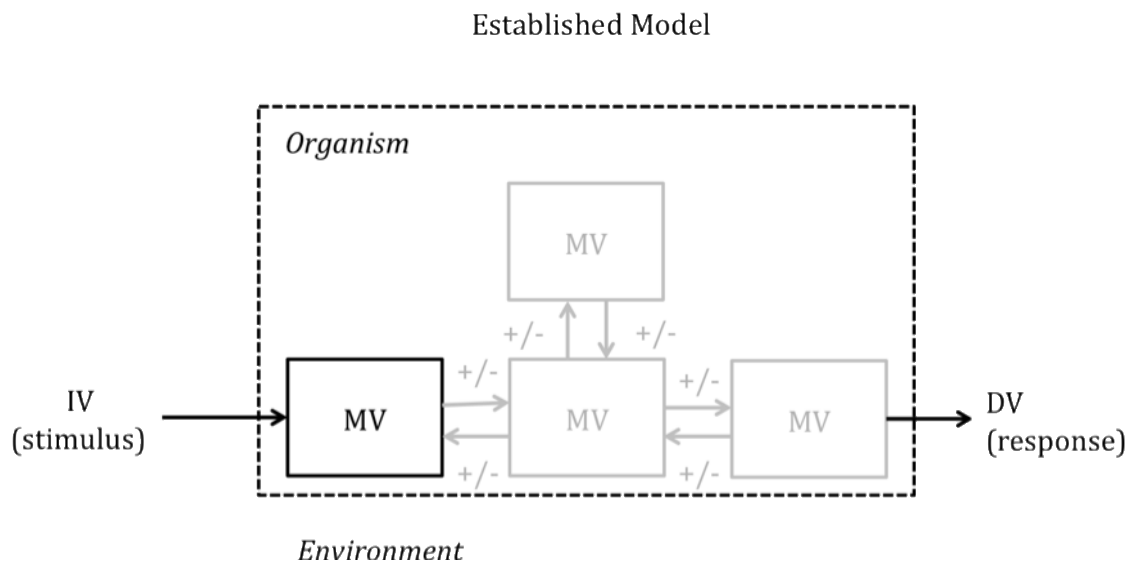 Established Model
Organism
MV
+/-
+/-
+/-
+/-
IV
(stimulus)
MV
MV
MV
DV
(response)
+/-
+/-
Environment